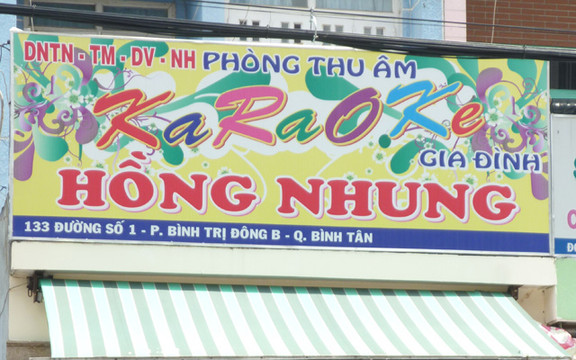 DNTN - TM - DV - NH PHÒNG THU ÂM
KaRaOKe
GIA ĐÌNH
HỒNG NHUNG
133 ĐƯỜNG SỐ 1 - P. BÌNH TRỊ ĐÔNG B - Q. BÌNH TÂN